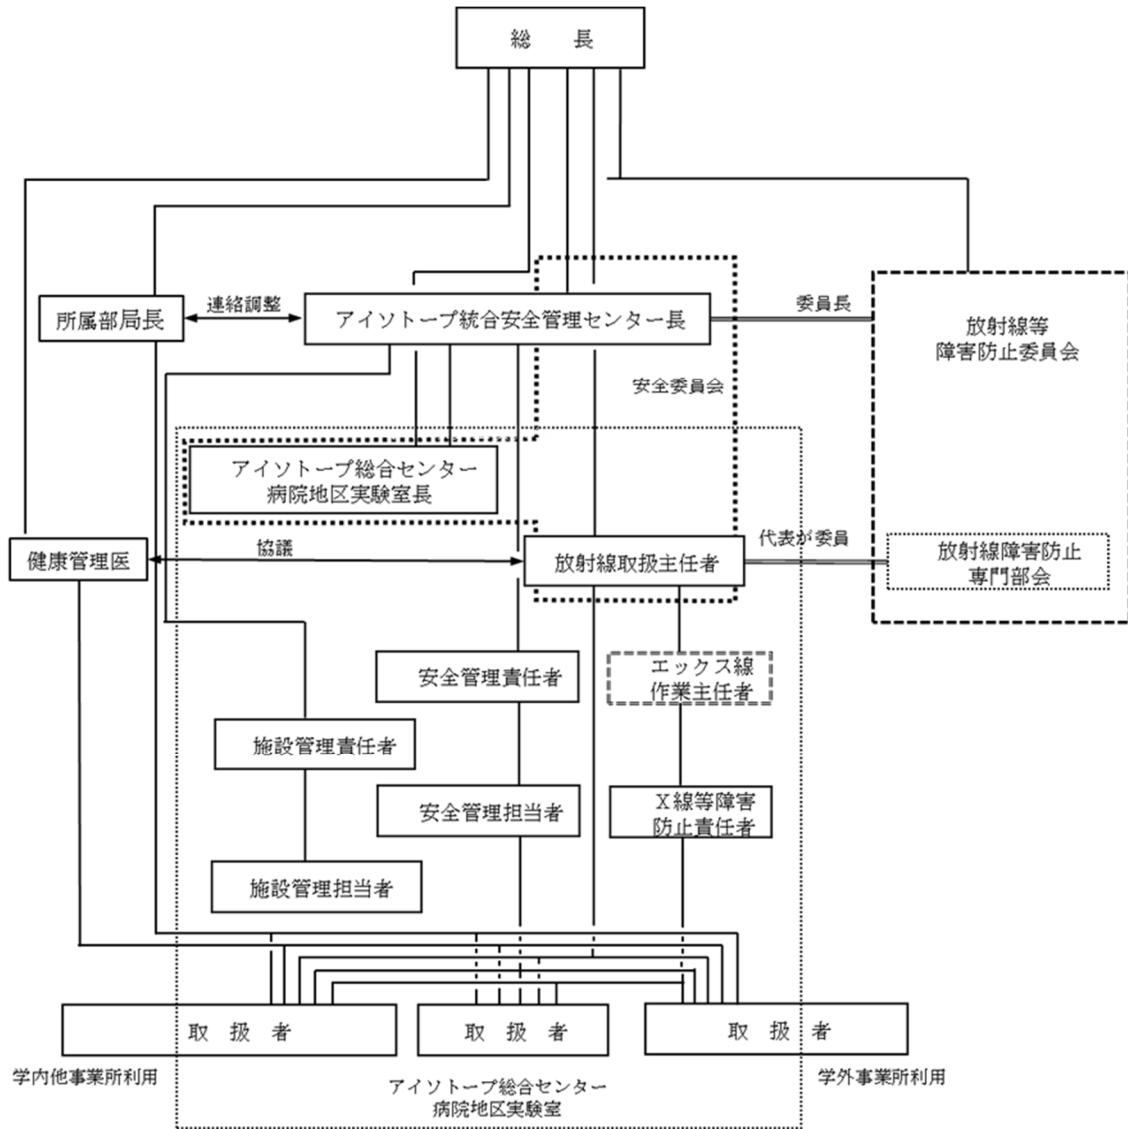 総　長
所属部局長
連絡調整
アイソトープ統合安全管理センター長
委員長
放射線等
障害防止委員会
安全委員会
アイソトープ総合センター
病院地区実験室長
健康管理医
協議
放射線取扱主任者
代表が委員
放射線障害防止
専門部会
安全管理責任者
エックス線
作業主任者
施設管理責任者
安全管理担当者
Ｘ線等障害
防止責任者
施設管理担当者
取　扱　者
取　扱　者
取　扱　者
学内他事業所利用
アイソトープ総合センター
病院地区実験室
学外事業所利用